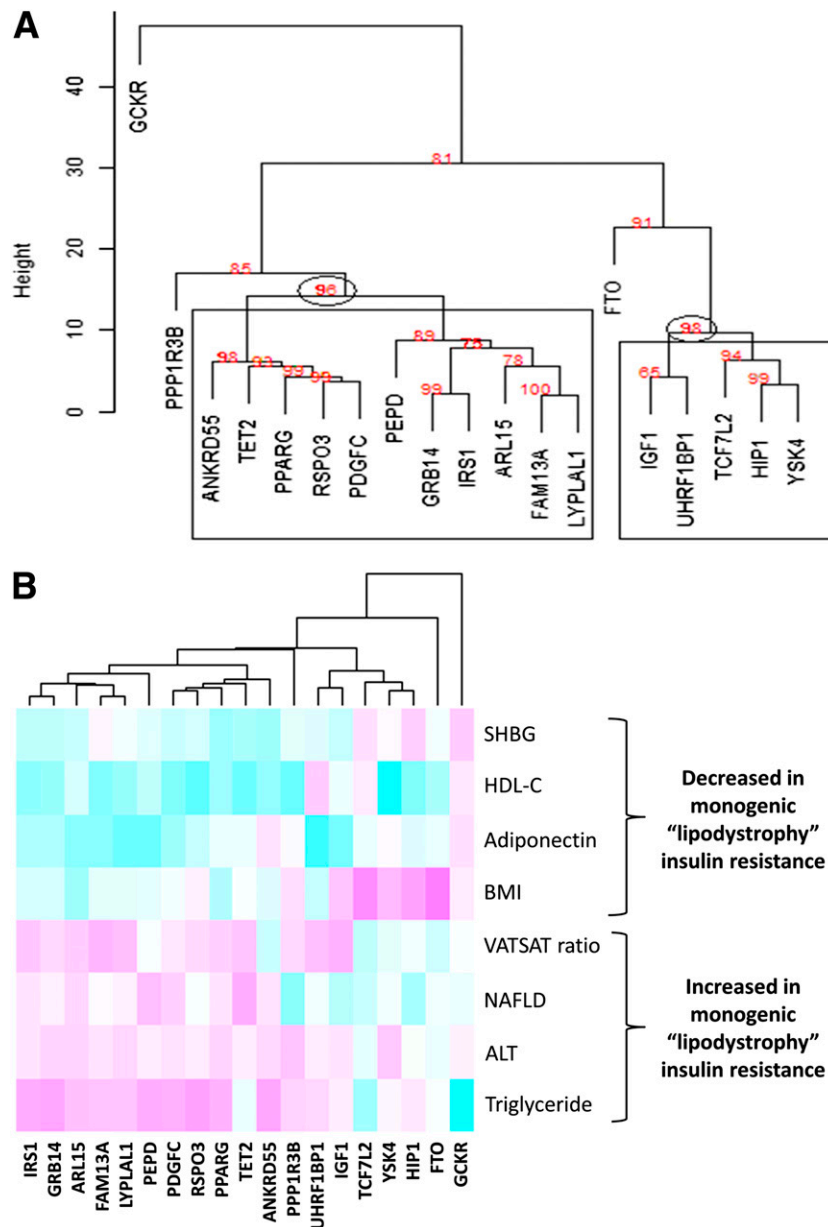 A
Height
0
10
20
30
40
GCKR
81
91
85
96
FTO
98
PPP1R3B
98
93
99
99
89
75
99
78
100
65
94
99
ANKRD55
TET2
PPARG
RSPO3
PDGFC
PEPD
GRB14
IRS1
ARL15
FAM13A
LYPLAL1
IGF1
UHRF1BP1
TCF7L2
HIP1
YSK4
B
SHBG
HDL-C
Adiponectin
BMI
Decreased in
monogenic
“lipodystrophy”
insulin resistance
VATSAT ratio
NAFLD
ALT
Triglyceride
Increased in
monogenic
“lipodystrophy”
insulin resistance
IRS1
GRB14
ARL15
FAM13A
LYPLAL1
PEPD
PDGFC
RSPO3
PPARG
TET2
ANKRD55
PPP1R3B
UHRF1BP1
IGF1
TCF7L2
YSK4
HIP1
FTO
GCKR